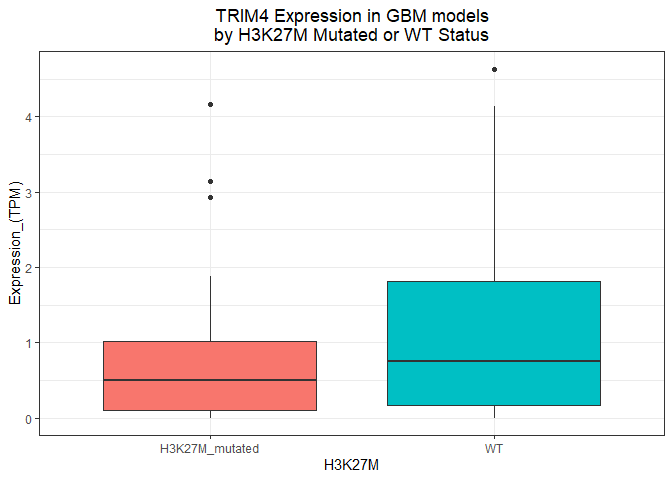 TRIM4 Expression in GBM models
by H3K27M Mutated or WT Status
Expression_(TPM)
4
3
2
1
0
H3K27M_mutated
WT
H3K27M